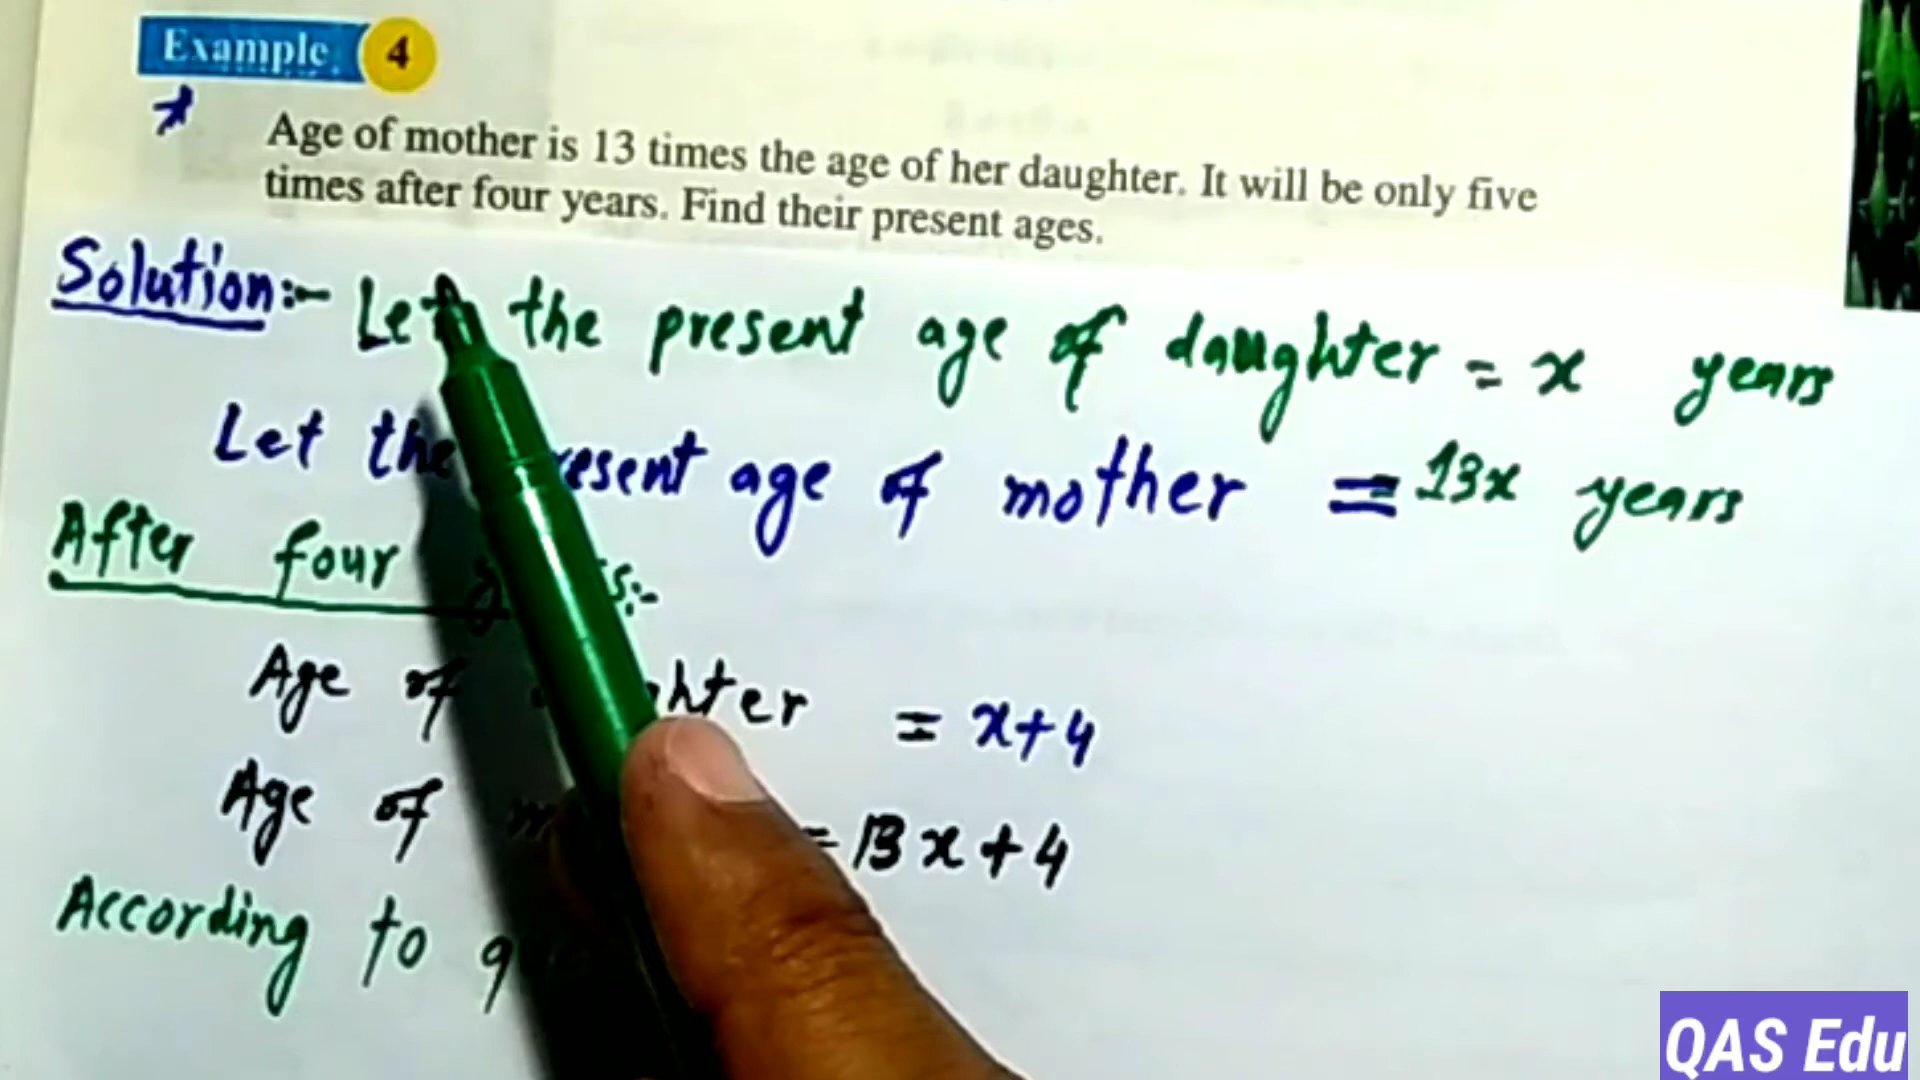 Example 4
Age of mother is 13 times the age of her daughter. It will be only five
times after four years. Find their present ages.
Solution:- Let the present age of daughter = x years
Let the present age of mother = 13x years
After four
Age of = x+4
Age of = 13x+4
According to
QAS Edu